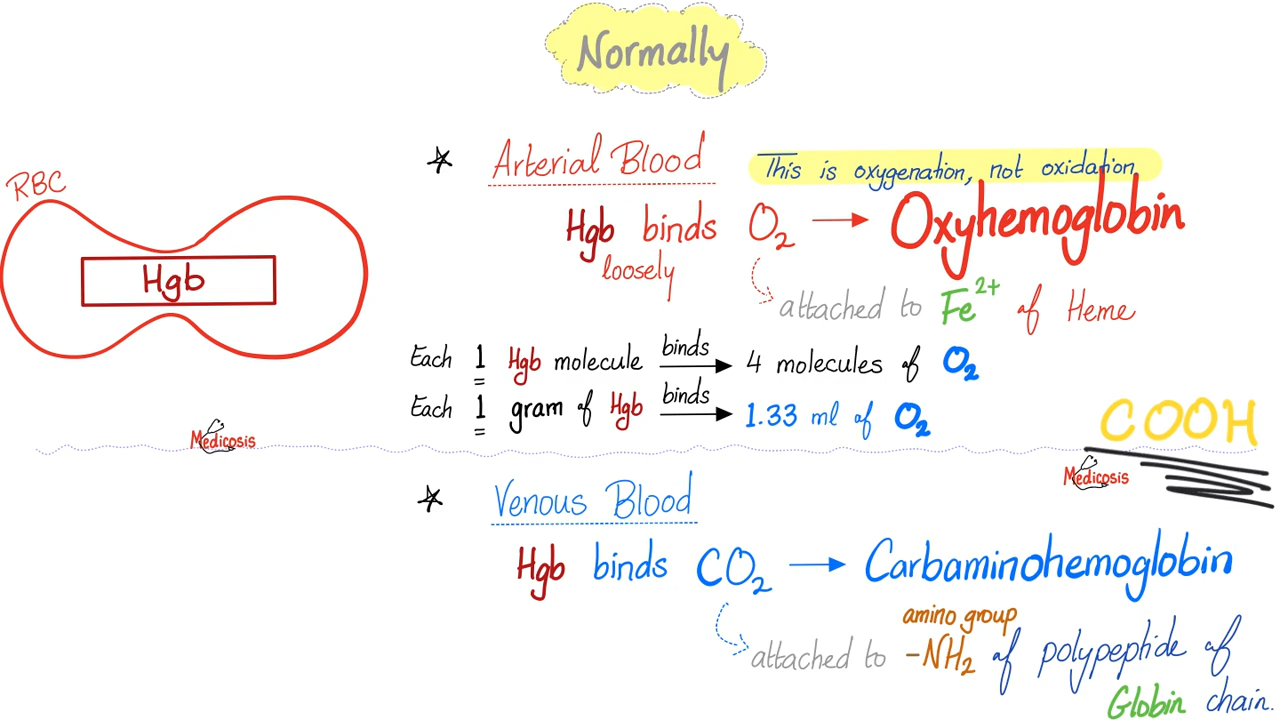 Normally
★ Arterial Blood
This is oxygenation, not oxidation
RBC
Hgb binds O₂ → Oxyhemoglobin
loosely
Hgb
attached to Fe²⁺ of Heme
Each 1 Hgb molecule binds → 4 molecules of O₂
Each 1 gram of Hgb binds → 1.33 ml of O₂
COOH
Medicosis
Medicosis
★ Venous Blood
Hgb binds CO₂ → Carbaminohemoglobin
amino group
attached to -NH₂ of polypeptide of
Globin chain.